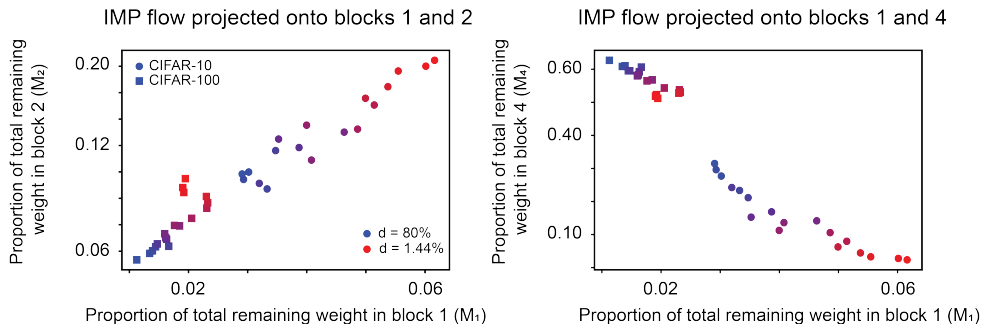 IMP flow projected onto blocks 1 and 2
Proportion of total remaining
weight in block 2 (M₂)
0.20
0.12
0.06
CIFAR-10
CIFAR-100
d = 80%
d = 1.44%
0.02
0.06
Proportion of total remaining weight in block 1 (M₁)
IMP flow projected onto blocks 1 and 4
Proportion of total remaining
weight in block 4 (M₄)
0.60
0.40
0.10
0.02
0.06
Proportion of total remaining weight in block 1 (M₁)